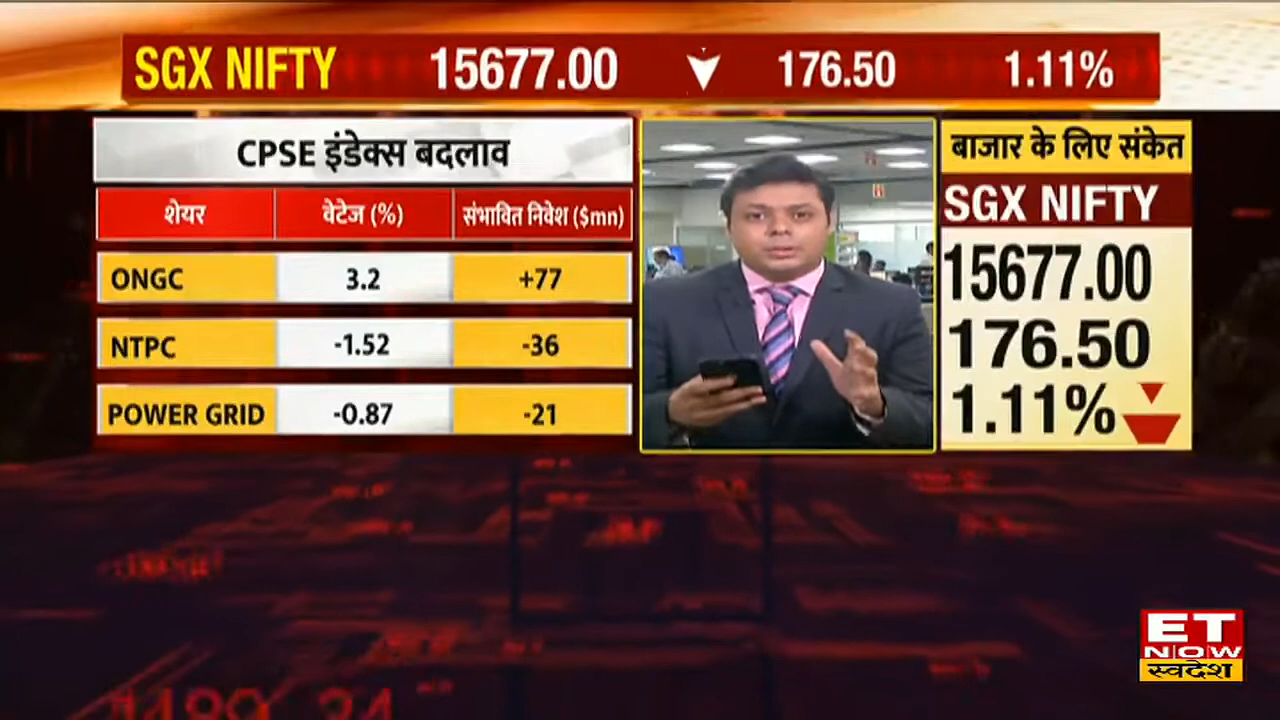 SGX NIFTY 15677.00 176.50 1.11%
CPSE इंडेक्स बदलाव
शेयर वेटेज (%) संभावित निवेश ($mn)
ONGC 3.2 +77
NTPC -1.52 -36
POWER GRID -0.87 -21
बाजार के लिए संकेत
SGX NIFTY
15677.00
176.50
1.11%
ET
NOW
स्वदेश